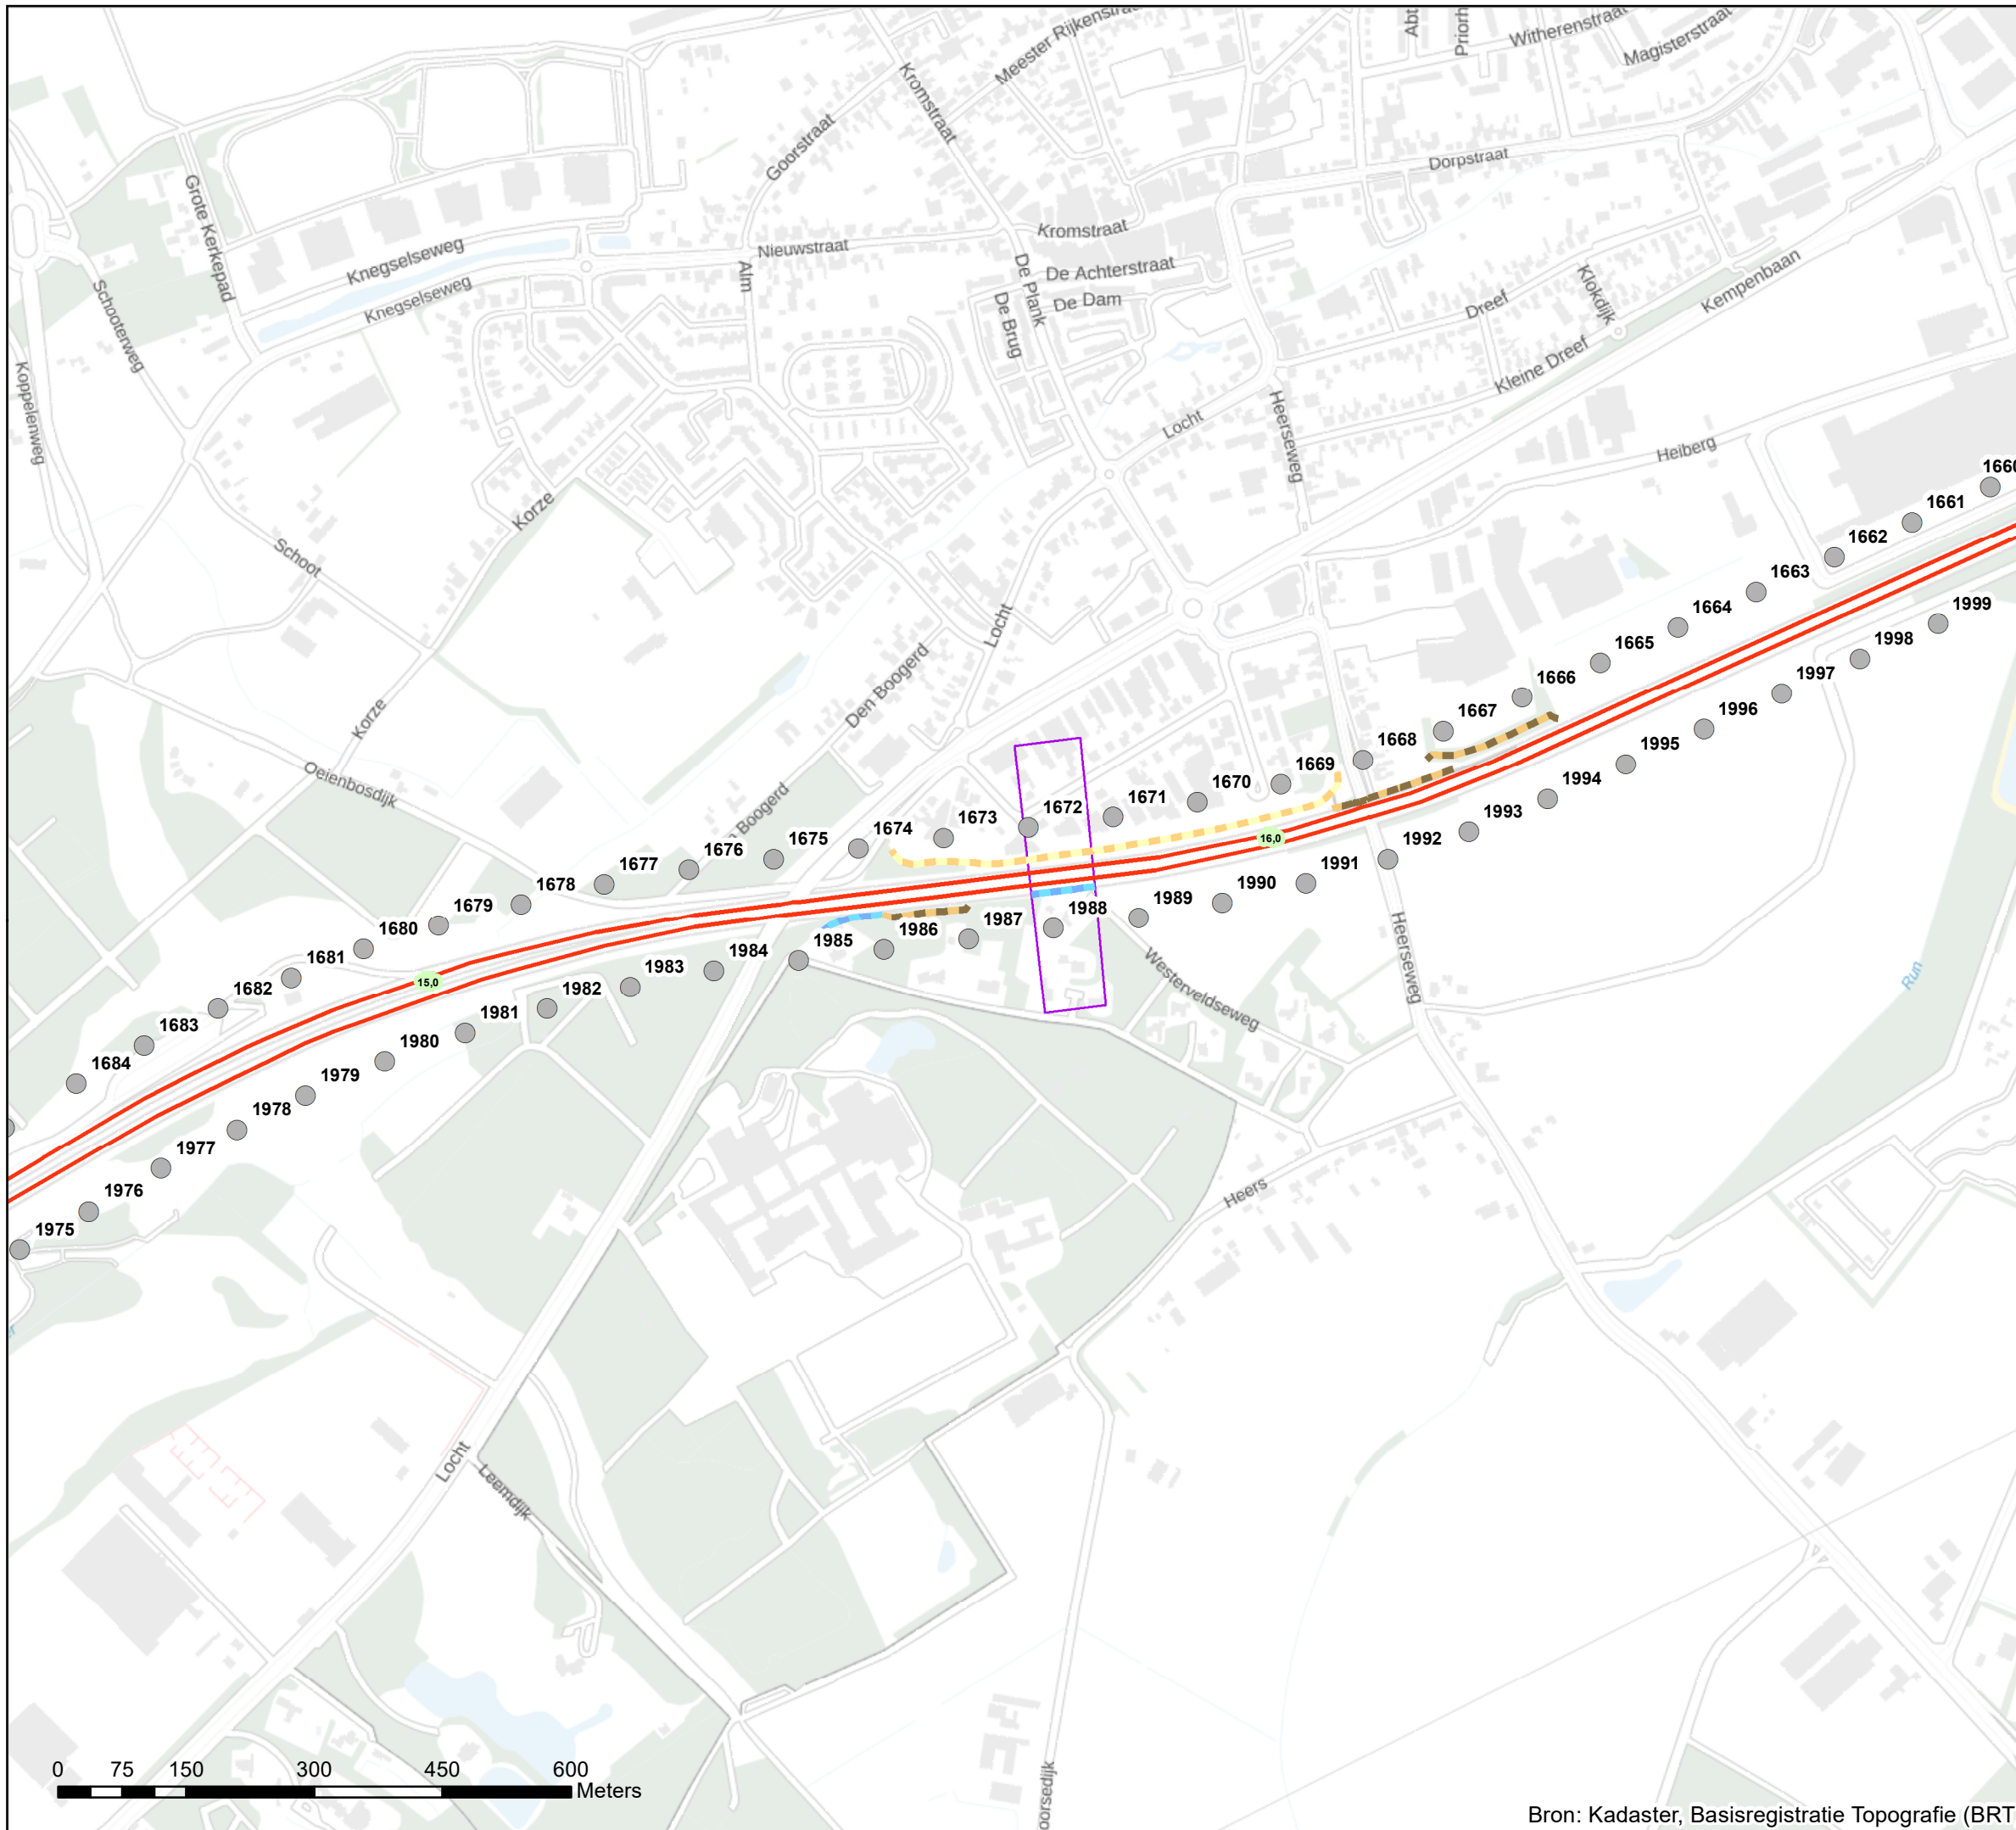 Meester Rijkenstraat
Abt
Priorh
Witherenstraat
Magisterstraat
Kromstraat
Goorstraat
Dorpstraat
Grote Kerkepad
Knegselseweg
Nieuwstraat
Kromstraat
Alm
De Plank
De Achterstraat
De Dam
De Brug
Knegselseweg
Schooterweg
Klokdijk
Kempenbaan
Dreef
Kleine Dreef
Koppelenweg
Locht
Heerseweg
Heiberg
1660
1661
Korze
Schoot
1662
1663
1999
Locht
1664
1998
1665
1997
Den Boogerd
1666
1996
Korze
1667
1668
1995
1669
Oeienbosdijk
1670
1994
1671
1672
1673
Boogerd
1674
1675
1676
1677
16,0
1993
1992
1991
1990
1989
1988
1987
1986
1985
1984
1983
1982
1678
1679
1680
1681
15,0
Westerveldseweg
Heerseweg
Run
1682
1683
1684
1981
1980
1979
1978
1977
1976
1975
Heers
Locht
Leemdijk
oorsedijk
0 75 150 300 450 600
Meters
Bron: Kadaster, Basisregistratie Topografie (BRT